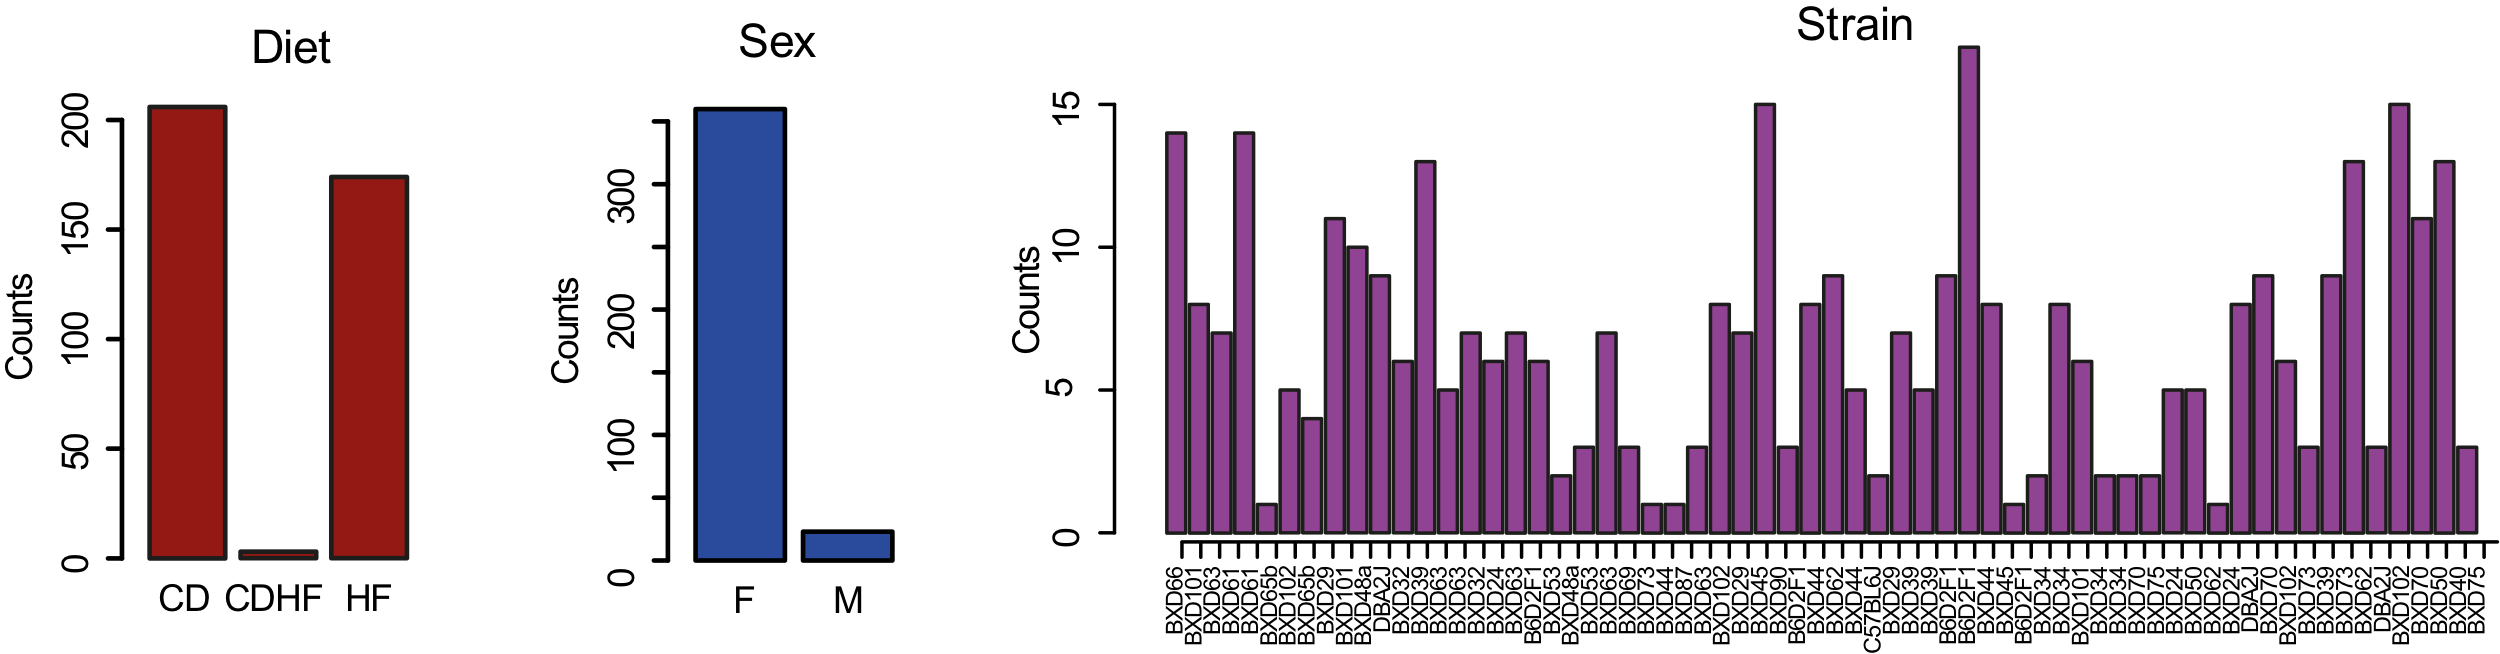 Diet
Counts
200
150
100
50
0
CD
CDHF
HF
Sex
Counts
300
200
100
0
F
M
Strain
Counts
15
10
5
0
BXD66
BXD101
BXD63
BXD61
BXD61
BXD65b
BXD102
BXD65b
BXD29
BXD101
BXD48a
DBA2J
BXD32
BXD39
BXD63
BXD63
BXD32
BXD24
BXD63
B6D2F1
BXD53
BXD48a
BXD53
BXD63
BXD69
BXD73
BXD44
BXD87
BXD63
BXD102
BXD29
BXD45
BXD90
B6D2F1
BXD44
BXD62
BXD44
C57BL6J
BXD29
BXD39
BXD39
B6D2F1
B6D2F1
BXD44
BXD45
B6D2F1
BXD34
BXD34
BXD101
BXD34
BXD34
BXD70
BXD75
BXD24
BXD50
BXD62
BXD24
DBA2J
BXD70
BXD102
BXD73
BXD39
BXD73
BXD62
DBA2J
BXD102
BXD70
BXD50
BXD40
BXD75